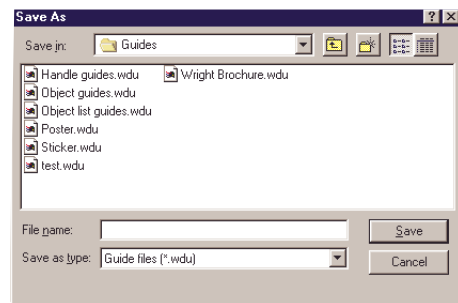 Save As
Save in: Guides
Handle guides.wdu Wright Brochure.wdu
Object guides.wdu
Object list guides.wdu
Poster.wdu
Sticker.wdu
test.wdu
File name: Save
Save as type: Guide files (*.wdu) Cancel